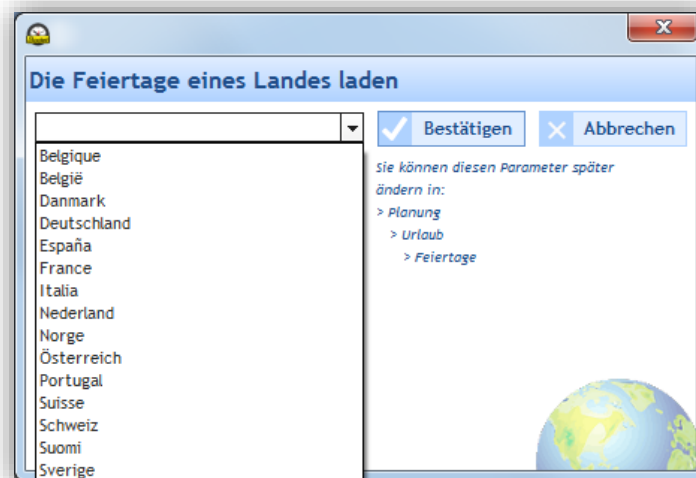 Die Feiertage eines Landes laden
Bestätigen
Abbrechen
Belgique
België
Danmark
Deutschland
España
France
Italia
Nederland
Norge
Österreich
Portugal
Suisse
Schweiz
Suomi
Sverige
Sie können diesen Parameter später
ändern in:
> Planung
> Urlaub
> Feiertage